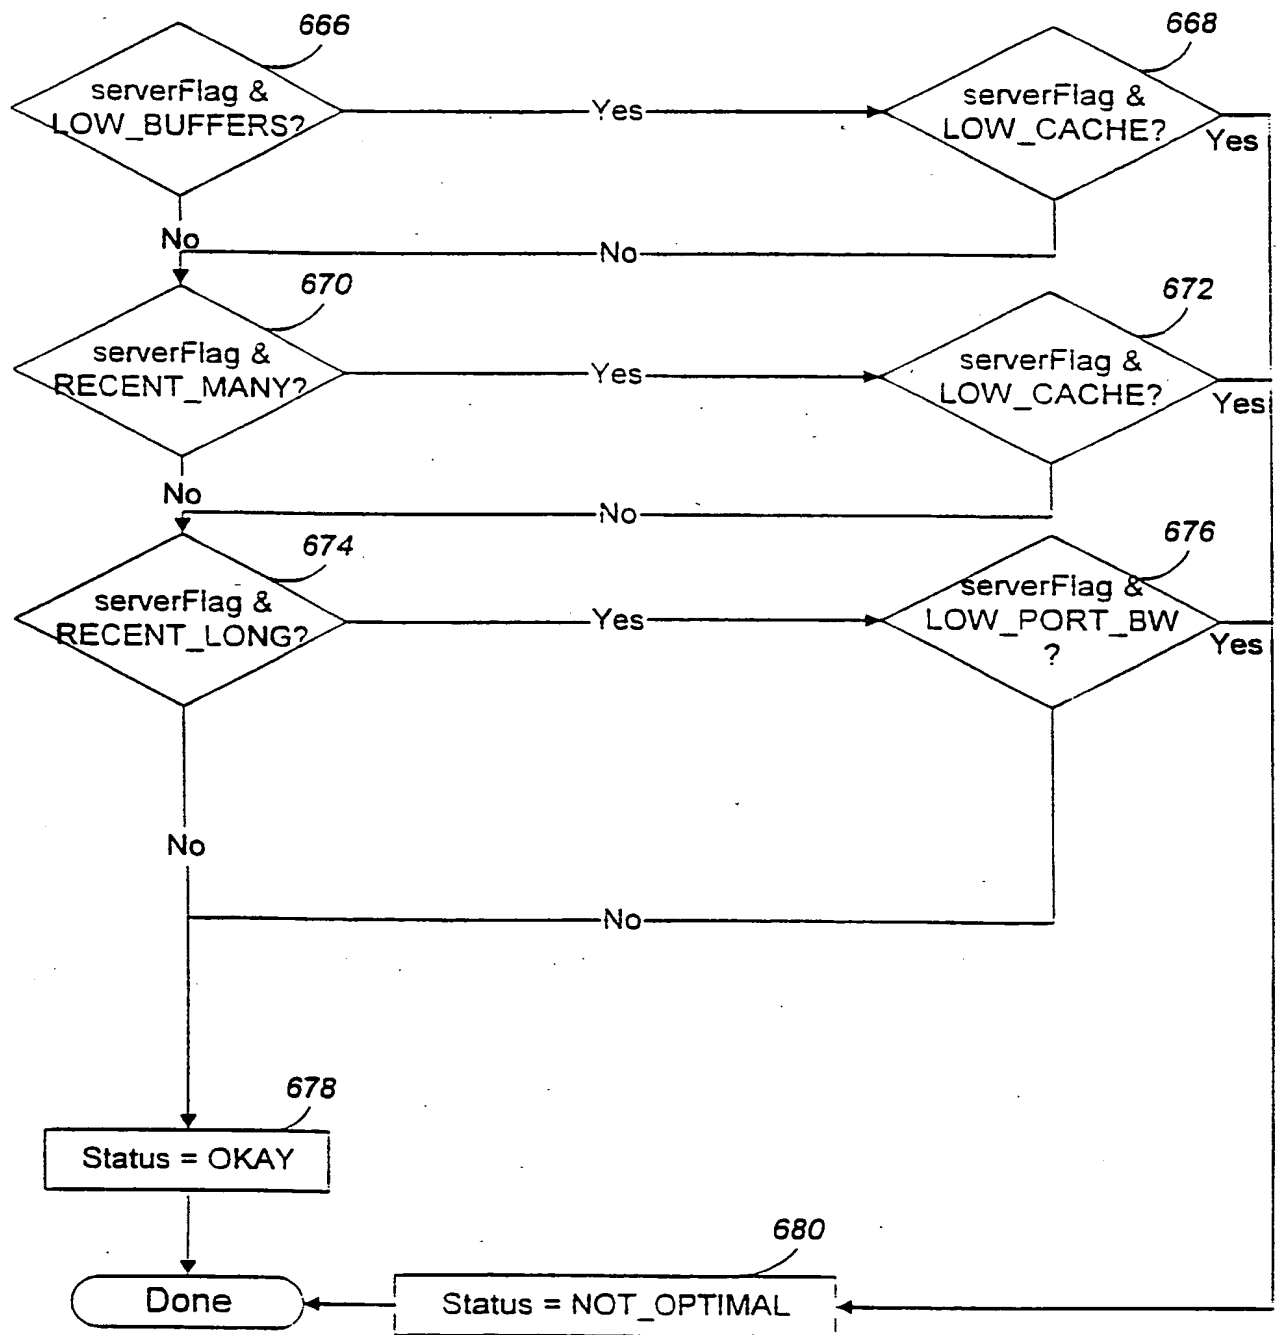 666
serverFlag &
LOW_BUFFERS?
Yes
668
serverFlag &
LOW_CACHE?
Yes
No
No
670
serverFlag &
RECENT_MANY?
Yes
672
serverFlag &
LOW_CACHE?
Yes
No
No
674
serverFlag &
RECENT_LONG?
Yes
676
serverFlag &
LOW_PORT_BW
?
Yes
No
No
678
Status = OKAY
680
Done
Status = NOT_OPTIMAL